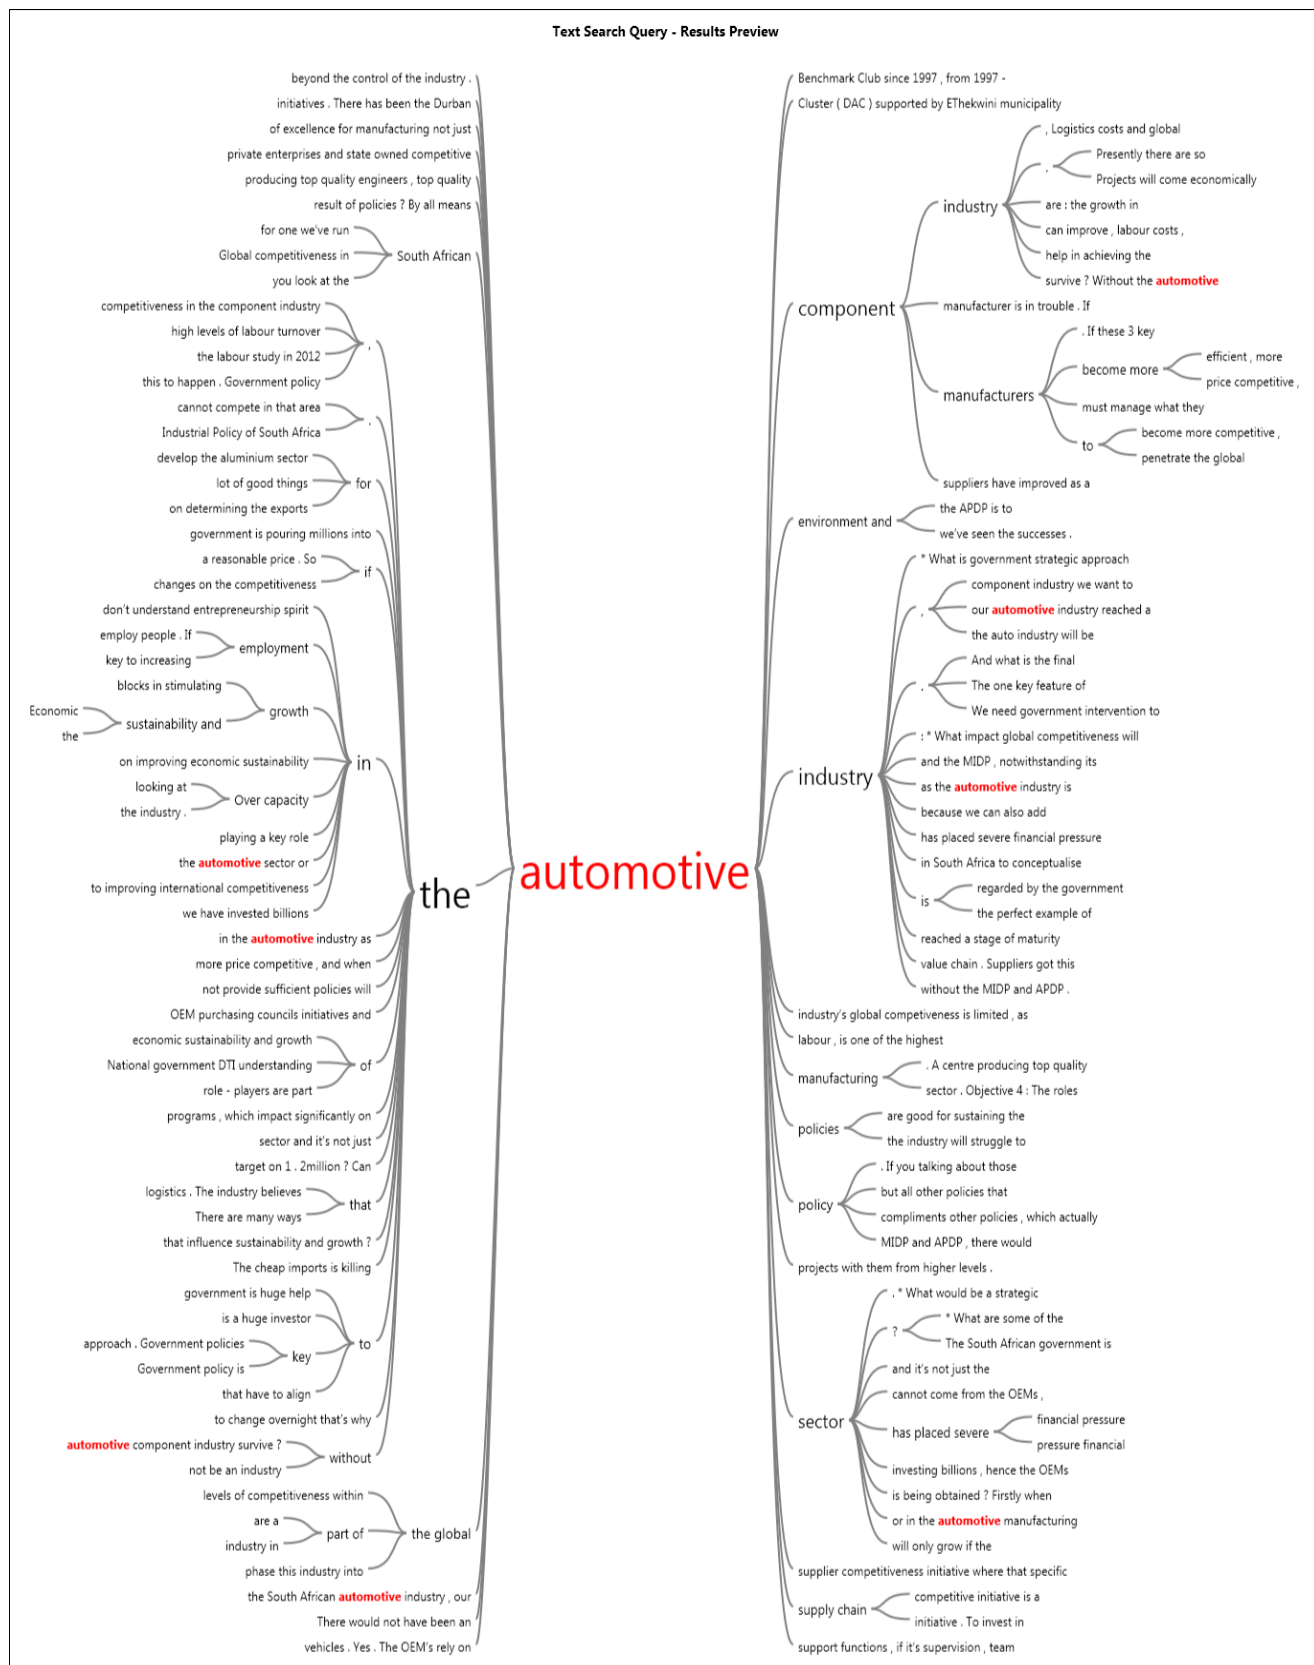 Text Search Query - Results Preview
beyond the control of the industry .
initiatives . There has been the Durban
of excellence for manufacturing not just
private enterprises and state owned competitive
producing top quality engineers , top quality
result of policies ? By all means
for one we've run
Global competitiveness in
you look at the
South African
competitiveness in the component industry
high levels of labour turnover
the labour study in 2012
this to happen . Government policy
,
cannot compete in that area
Industrial Policy of South Africa
.
develop the aluminium sector
lot of good things
on determining the exports
for
government is pouring millions into
a reasonable price . So
changes on the competitiveness
if
don't understand entrepreneurship spirit
employ people . If
key to increasing
employment
blocks in stimulating
Economic
the
sustainability and
growth
on improving economic sustainability
looking at
the industry .
Over capacity
playing a key role
the automotive sector or
to improving international competitiveness
we have invested billions
in
in the automotive industry as
more price competitive , and when
not provide sufficient policies will
OEM purchasing councils initiatives and
economic sustainability and growth
National government DTI understanding
role - players are part
of
programs , which impact significantly on
sector and it's not just
target on 1 . 2million ? Can
logistics . The industry believes
There are many ways
that
that influence sustainability and growth ?
The cheap imports is killing
government is huge help
is a huge investor
approach . Government policies
Government policy is
key
that have to align
to
to change overnight that's why
automotive component industry survive ?
not be an industry
without
the
levels of competitiveness within
are a
industry in
part of
phase this industry into
the global
the South African automotive industry , our
There would not have been an
vehicles . Yes . The OEM's rely on
automotive
Benchmark Club since 1997 , from 1997 -
Cluster ( DAC ) supported by EThekwini municipality
component
industry
, Logistics costs and global
.
Presently there are so
Projects will come economically
are : the growth in
can improve , labour costs ,
help in achieving the
survive ? Without the automotive
manufacturer is in trouble . If
manufacturers
. If these 3 key
become more
efficient , more
price competitive ,
must manage what they
to
become more competitive ,
penetrate the global
suppliers have improved as a
environment and
the APDP is to
we've seen the successes .
industry
* What is government strategic approach
,
component industry we want to
our automotive industry reached a
the auto industry will be
.
And what is the final
The one key feature of
We need government intervention to
: * What impact global competitiveness will
and the MIDP , notwithstanding its
as the automotive industry is
because we can also add
has placed severe financial pressure
in South Africa to conceptualise
is
regarded by the government
the perfect example of
reached a stage of maturity
value chain . Suppliers got this
without the MIDP and APDP .
industry's global competiveness is limited , as
labour , is one of the highest
manufacturing
. A centre producing top quality
sector . Objective 4 : The roles
policies
are good for sustaining the
the industry will struggle to
policy
. If you talking about those
but all other policies that
compliments other policies , which actually
MIDP and APDP , there would
projects with them from higher levels .
sector
. * What would be a strategic
?
* What are some of the
The South African government is
and it's not just the
cannot come from the OEMs ,
has placed severe
financial pressure
pressure financial
investing billions , hence the OEMs
is being obtained ? Firstly when
or in the automotive manufacturing
will only grow if the
supplier competitiveness initiative where that specific
supply chain
competitive initiative is a
initiative . To invest in
support functions , if it's supervision , team